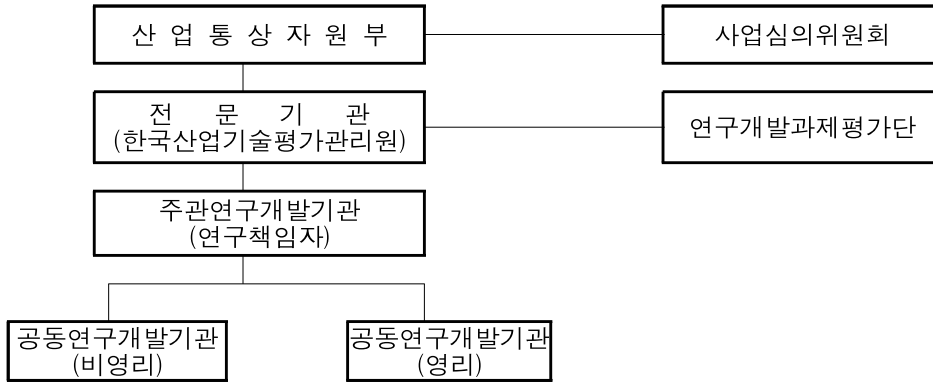 산 업 통 상 자 원 부
사업심의위원회
전 문 기 관
(한국산업기술평가관리원)
연구개발과제평가단
주관연구개발기관
(연구책임자)
공동연구개발기관
(비영리)
공동연구개발기관
(영리)